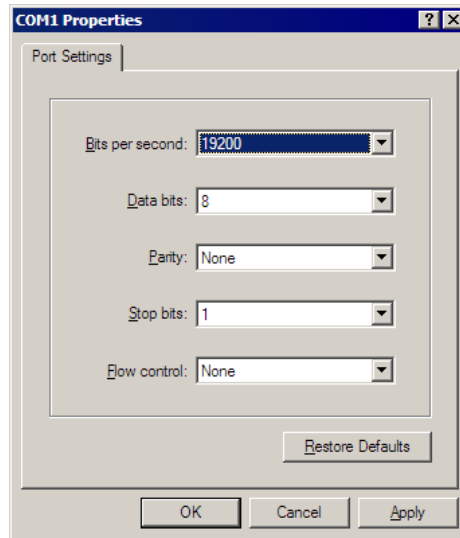 COM1 Properties
Port Settings
Bits per second: 19200
Data bits: 8
Parity: None
Stop bits: 1
Flow control: None
Restore Defaults
OK Cancel Apply